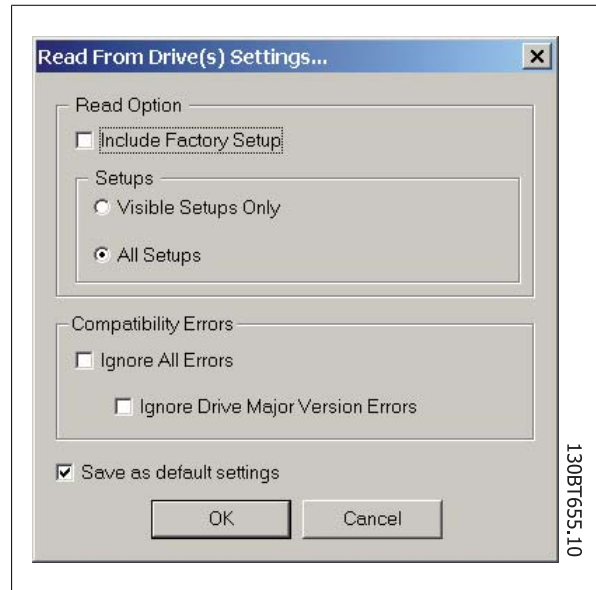 Read From Drive(s) Settings...
Read Option
Include Factory Setup
Setups
Visible Setups Only
All Setups
Compatibility Errors
Ignore All Errors
Ignore Drive Major Version Errors
Save as default settings
OK
Cancel
130BT655.10